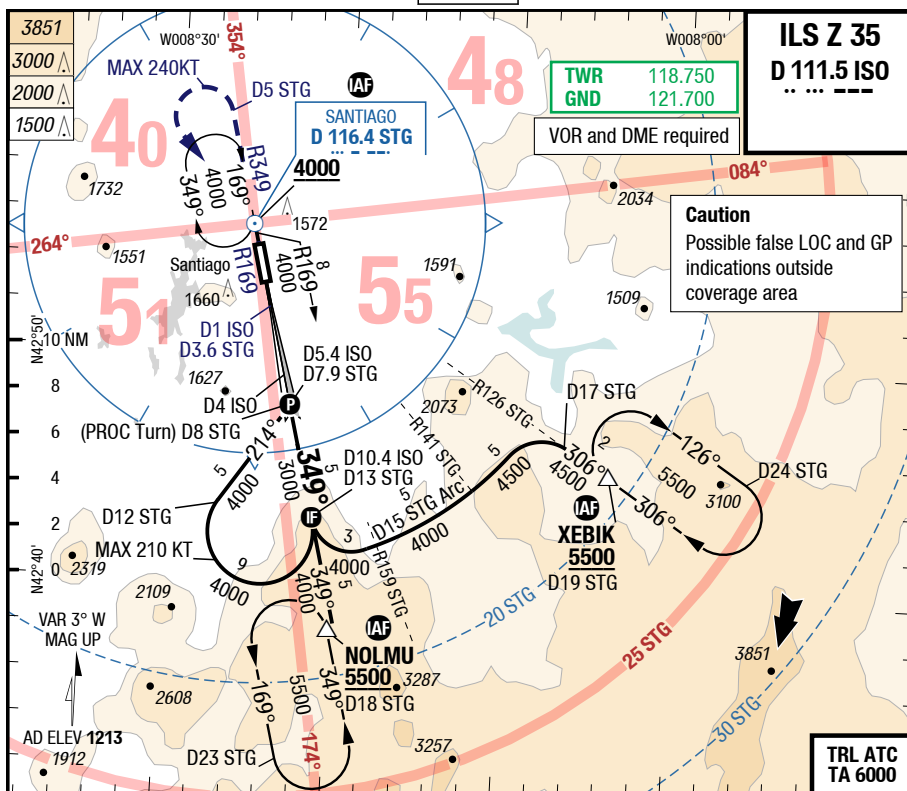 3851
3000
2000
1500
W008°30'
354°
MAX 240KT
D5 STG
IAF
48
W008°00'
ILS Z 35
D 111.5 ISO
TWR 118.750
GND 121.700
VOR and DME required
40
SANTIAGO
D 116.4 STG
4000
R349
169°
4000
349°
1732
1572
2034
084°
264°
1551
Santiago
R169
8
R169
4000
1660
51
55
1591
1509
Caution
Possible false LOC and GP
indications outside
coverage area
N42°50'
10 NM
8
6
4
2
0
D1 ISO
D3.6 STG
D5.4 ISO
D7.9 STG
1627
D4 ISO
P
(PROC Turn) D8 STG
2073
R126 STG
D17 STG
R141 STG
214°
5
4000
3000
349°
5
D10.4 ISO
D13 STG
IF
5
4500
306°
4500
2
126°
5500
D24 STG
3100
306°
D12 STG
5
D15 STG Arc
4000
3
4000
IAF
XEBIK
5500
D19 STG
N42°40'
2319
MAX 210 KT
9
4000
349°
5
4000
R159 STG
2109
VAR 3° W
MAG UP
20 STG
IAF
NOLMU
5500
D18 STG
3287
25 STG
3851
2608
169°
5500
349°
30 STG
AD ELEV 1213
1912
D23 STG
174°
3257
TRL ATC
TA 6000